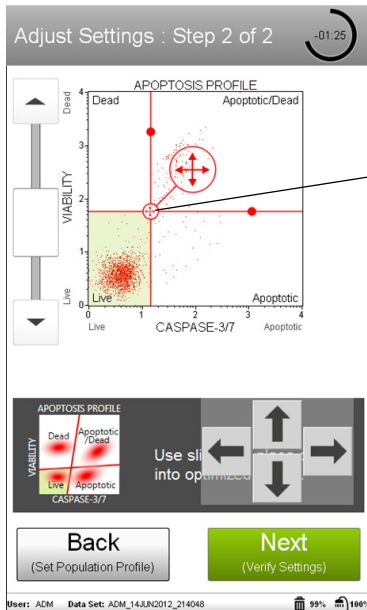 Adjust Settings : Step 2 of 2
-01:25
APOPTOSIS PROFILE
Dead
Dead
Apoptotic/Dead
4
3
2
1
0
VIABILITY
Live
Live
Apoptotic
0 1 2 3 4
Live
CASPASE-3/7
Apoptotic
APOPTOSIS PROFILE
Dead
Apoptotic
/Dead
VIABILITY
Live
Apoptotic
CASPASE-3/7
Use
into
Back
(Set Population Profile)
Next
(Verify Settings)
User: ADM Data Set: ADM_14JUN2012_214048
99%
100%